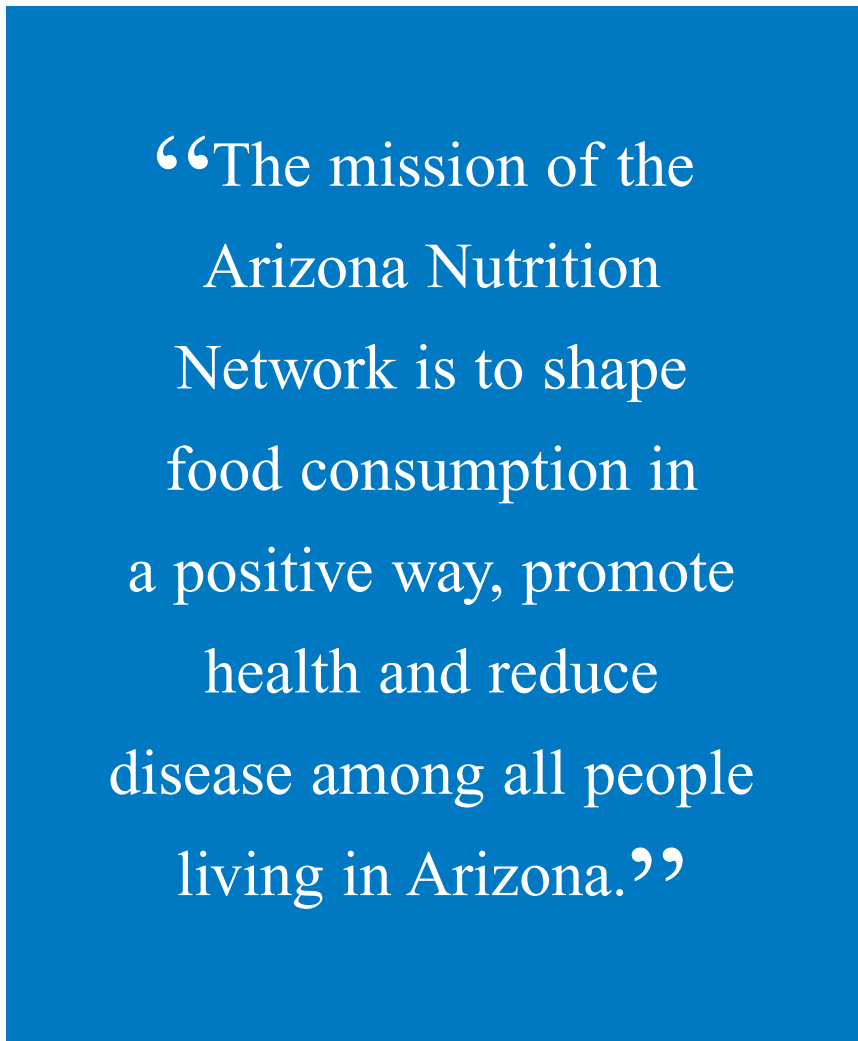 “The mission of the
Arizona Nutrition
Network is to shape
food consumption in
a positive way, promote
health and reduce
disease among all people
living in Arizona.”